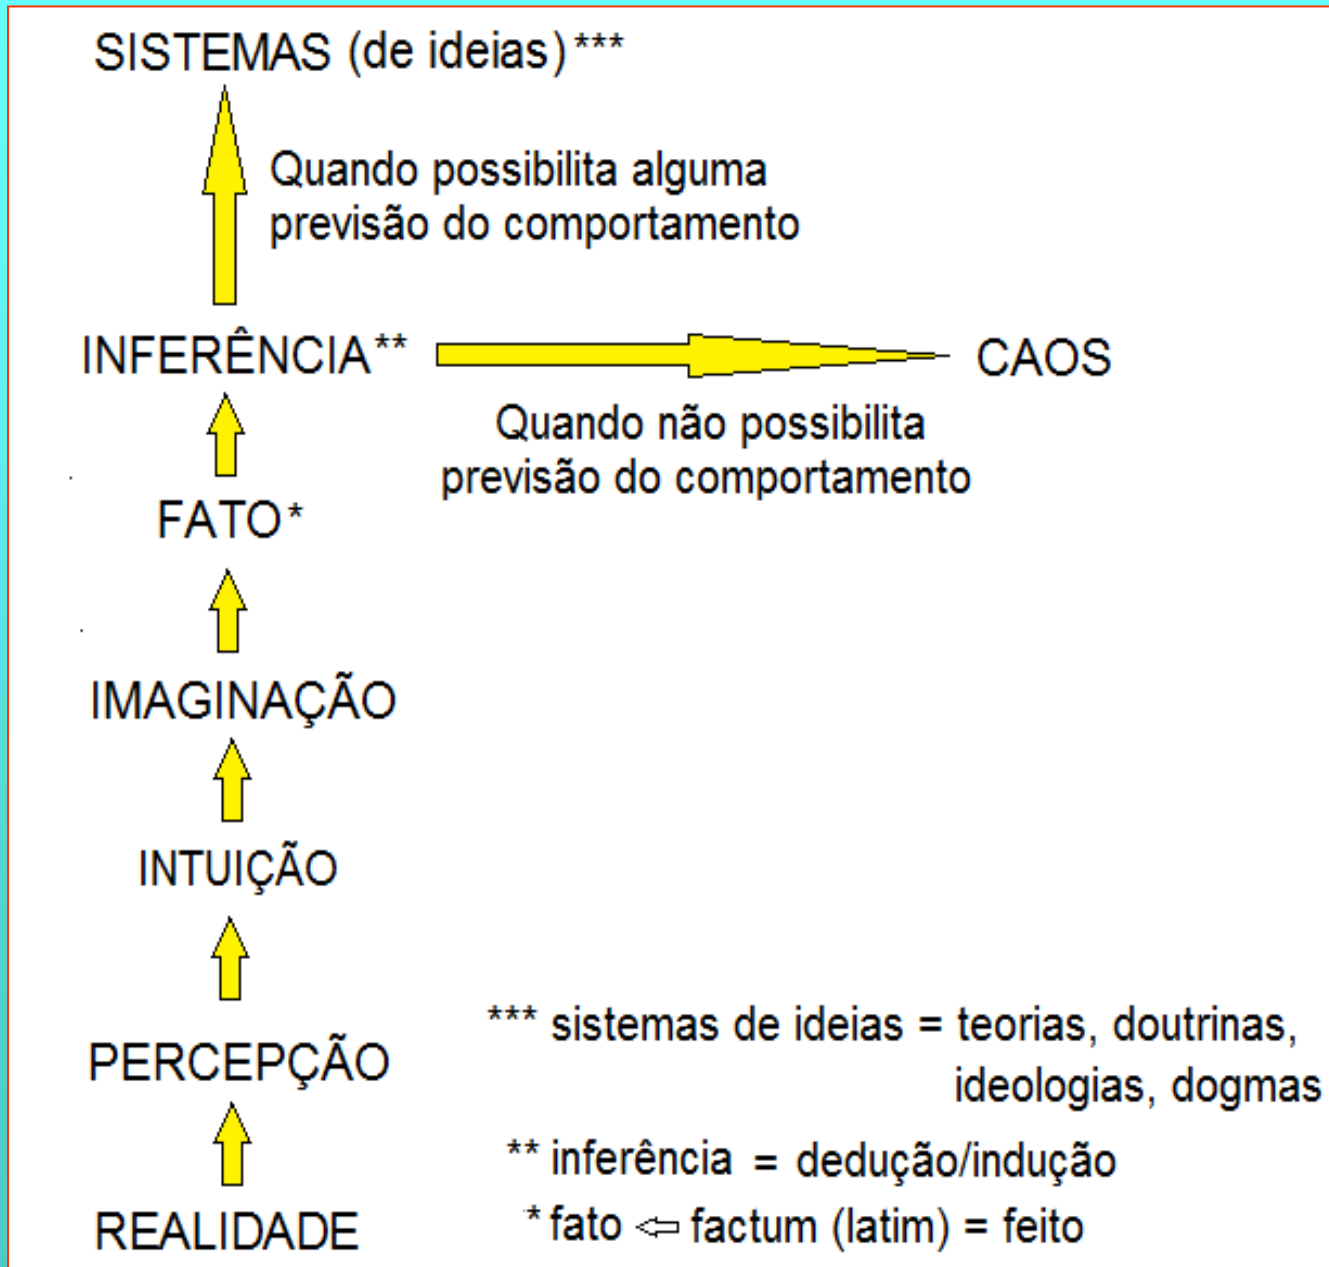 SISTEMAS (de ideias) ***
Quando possibilita alguma
previsão do comportamento
INFERÊNCIA **
CAOS
Quando não possibilita
previsão do comportamento
FATO *
IMAGINAÇÃO
INTUIÇÃO
PERCEPÇÃO
REALIDADE
*** sistemas de ideias = teorias, doutrinas,
ideologias, dogmas
** inferência = dedução/indução
* fato ⇦ factum (latim) = feito